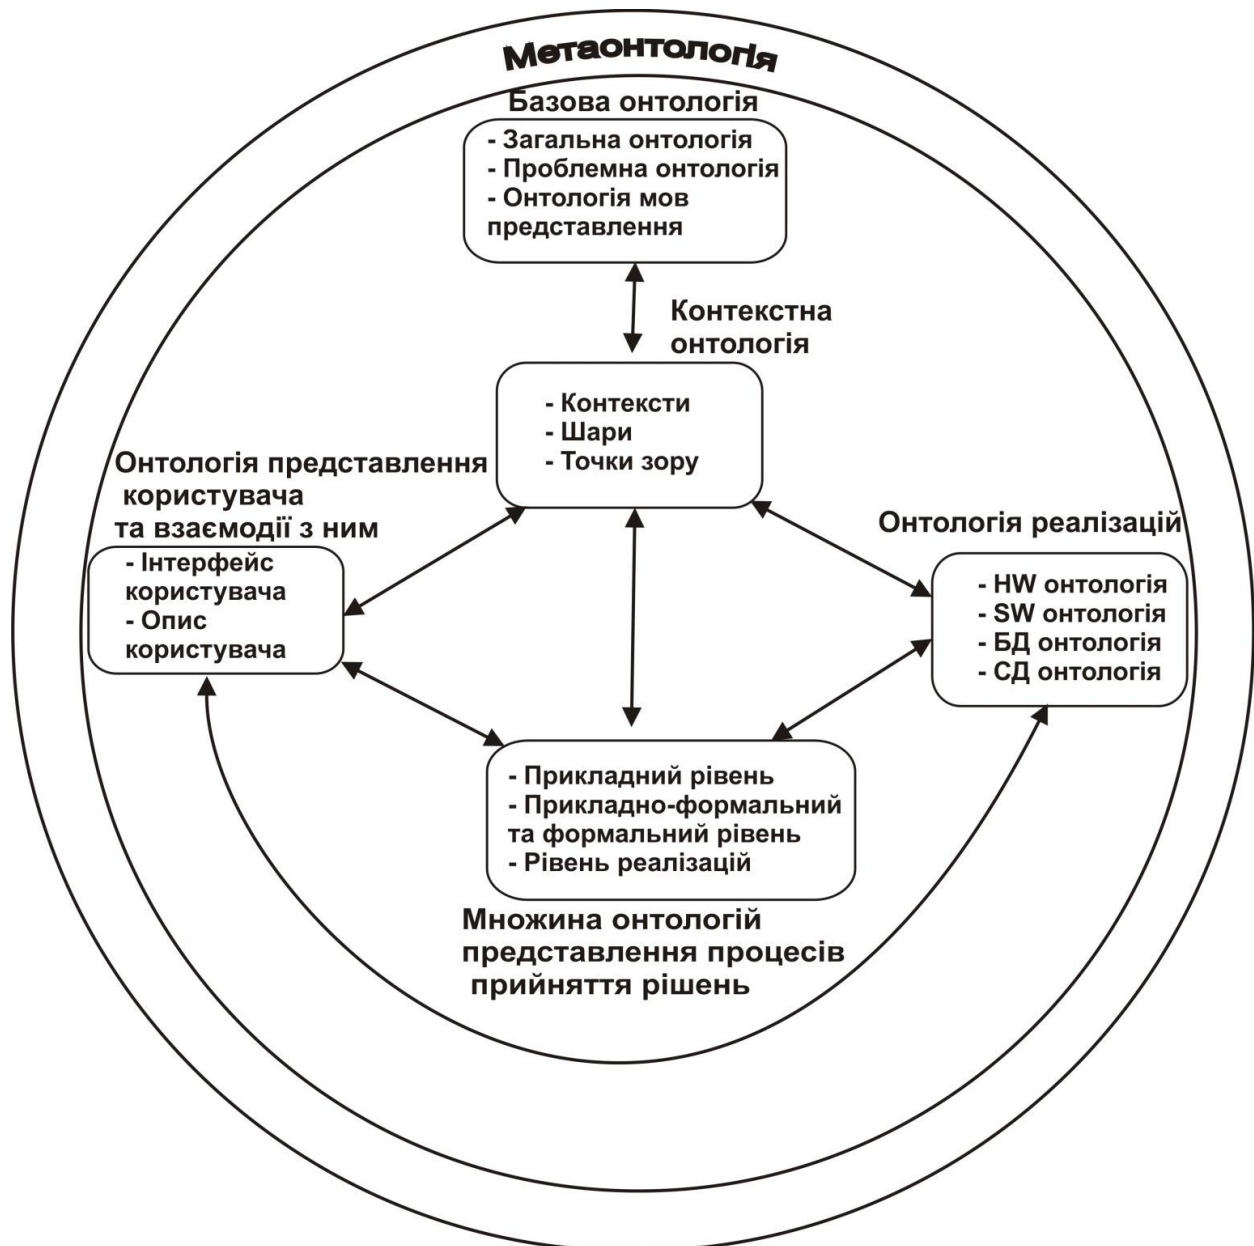 Метаонтологія
Базова онтологія
- Загальна онтологія
- Проблемна онтологія
- Онтологія мов
представлення
Контекстна
онтологія
- Контексти
- Шари
- Точки зору
Онтологія представлення
користувача
та взаємодії з ним
- Інтерфейс
користувача
- Опис
користувача
Онтологія реалізацій
- HW онтологія
- SW онтологія
- БД онтологія
- СД онтологія
- Прикладний рівень
- Прикладно-формальний
та формальний рівень
- Рівень реалізацій
Множина онтологій
представлення процесів
прийняття рішень